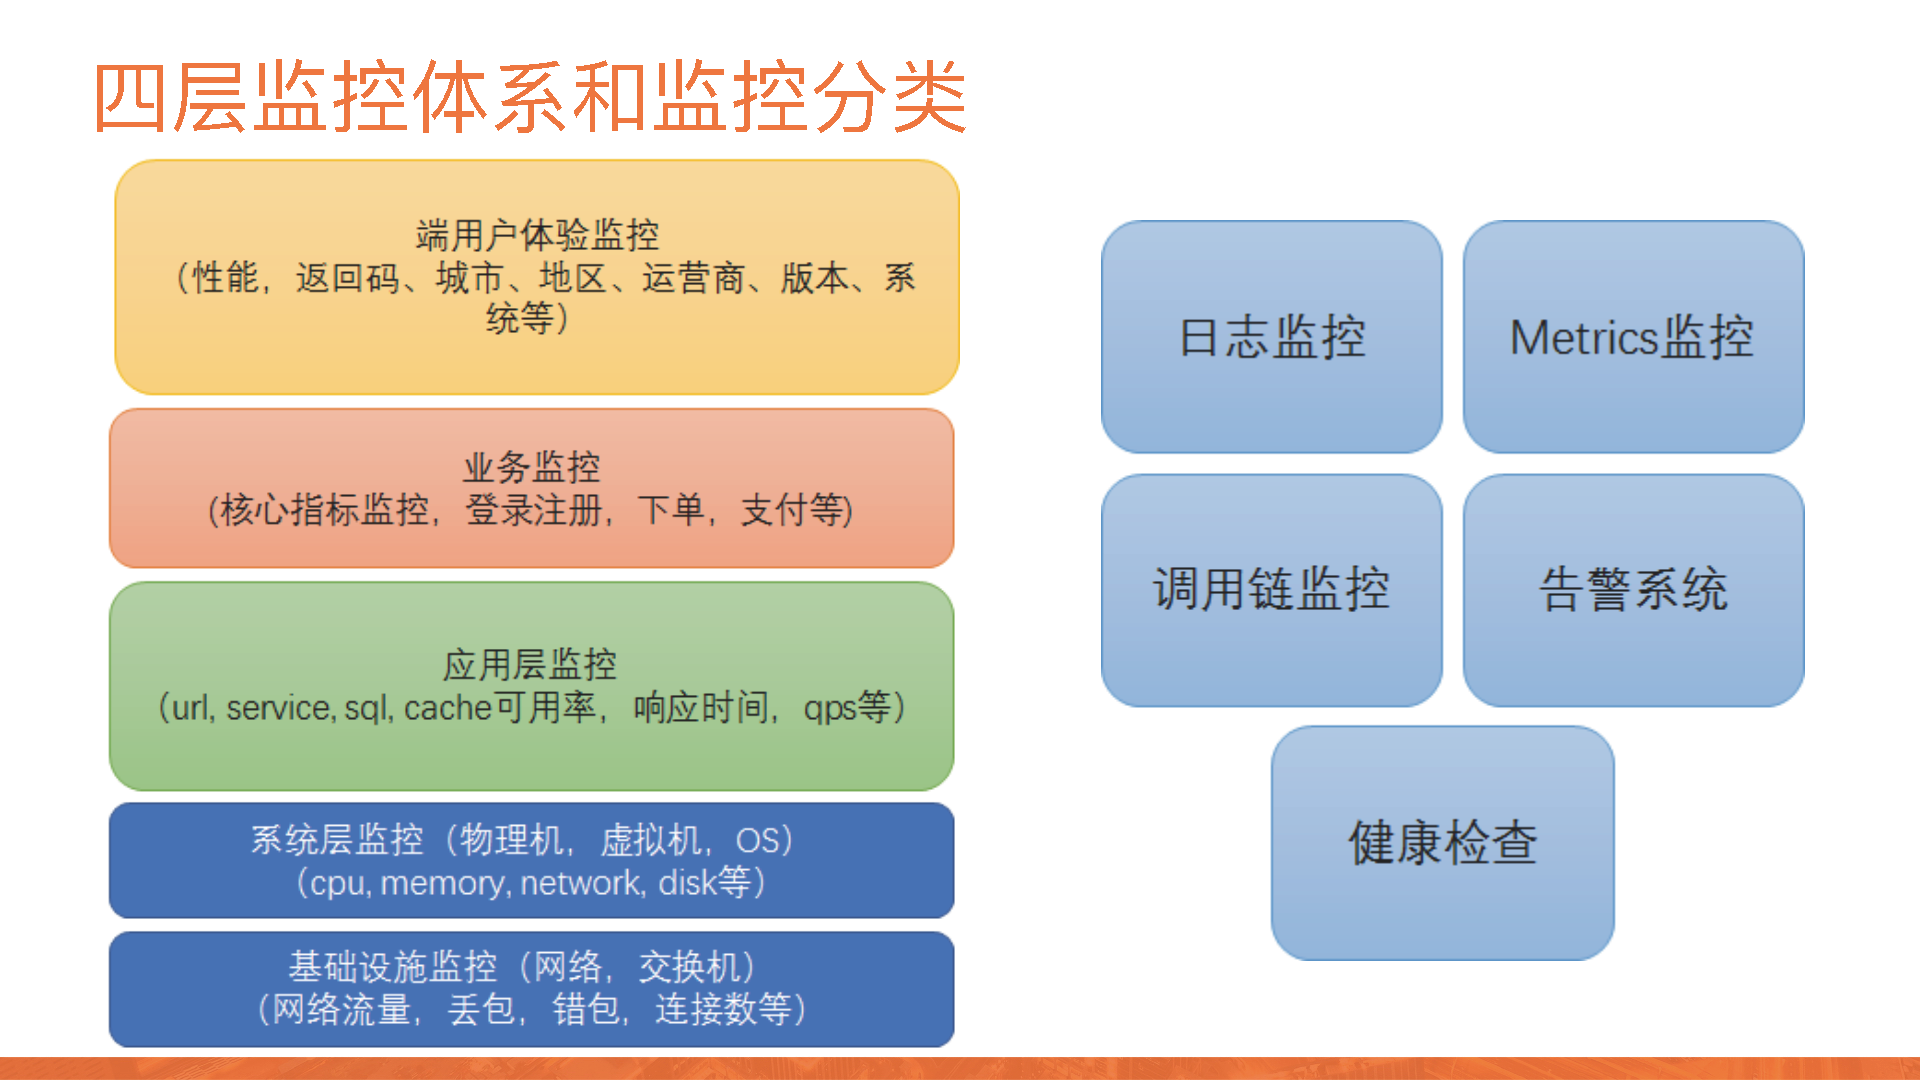 四层监控体系和监控分类
端用户体验监控
（性能，返回码、城市、地区、运营商、版本、系
统等）
业务监控
(核心指标监控，登录注册，下单，支付等)
应用层监控
（url, service, sql, cache可用率，响应时间，qps等）
系统层监控（物理机，虚拟机，OS）
（cpu, memory, network, disk等）
基础设施监控（网络，交换机）
（网络流量，丢包，错包，连接数等）
日志监控
Metrics监控
调用链监控
告警系统
健康检查